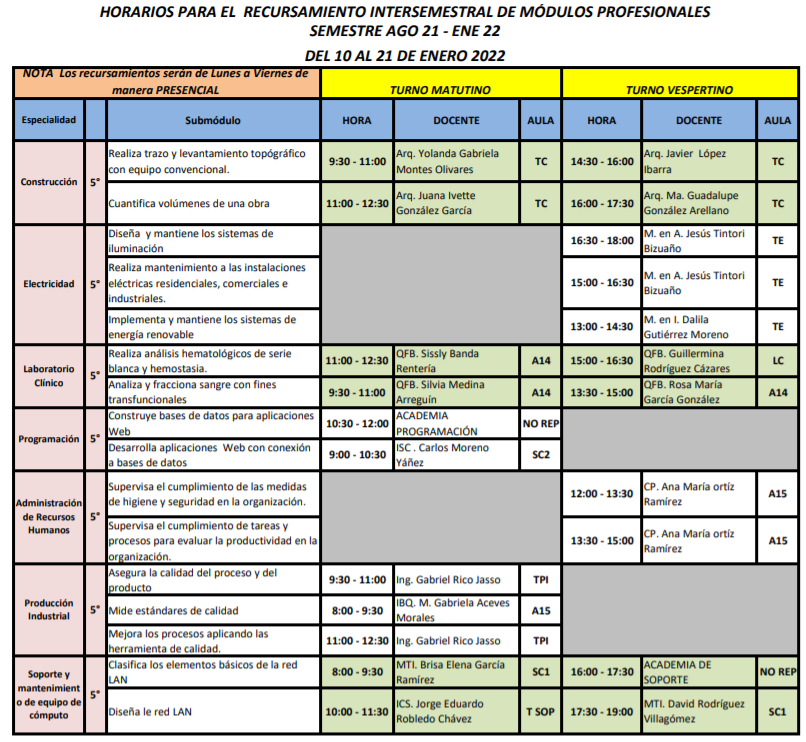 HORARIOS PARA EL RECURSAMIENTO INTERSEMESTRAL DE MÓDULOS PROFESIONALES
SEMESTRE AGO 21 - ENE 22
DEL 10 AL 21 DE ENERO 2022
NOTA Los recursamientos serán de Lunes a Viernes de
manera PRESENCIAL
TURNO MATUTINO
TURNO VESPERTINO
Especialidad
Submódulo
HORA
DOCENTE
AULA
HORA
DOCENTE
AULA
Construcción
5°
Realiza trazo y levantamiento topógráfico
con equipo convencional.
9:30 - 11:00
Arq. Yolanda Gabriela
Montes Olivares
TC
14:30 - 16:00
Arq. Javier López
Ibarra
TC
Cuantifica volúmenes de una obra
11:00 - 12:30
Arq. Juana Ivette
González García
TC
16:00 - 17:30
Arq. Ma. Guadalupe
González Arellano
TC
Electricidad
5°
Diseña y mantiene los sistemas de
iluminación
16:30 - 18:00
M. en A. Jesús Tintori
Bizuaño
TE
Realiza mantenimiento a las instalaciones
eléctricas residenciales, comerciales e
industriales.
15:00 - 16:30
M. en A. Jesús Tintori
Bizuaño
TE
Implementa y mantiene los sistemas de
energía renovable
13:00 - 14:30
M. en I. Dalila
Gutiérrez Moreno
TE
Laboratorio
Clínico
5°
Realiza análisis hematológicos de serie
blanca y hemostasia.
11:00 - 12:30
QFB. Sissly Banda
Rentería
A14
15:00 - 16:30
QFB. Guillermina
Rodríguez Cázares
LC
Analiza y fracciona sangre con fines
transfuncionales
9:30 - 11:00
QFB. Silvia Medina
Arreguín
A14
13:30 - 15:00
QFB. Rosa María
García González
A14
Programación
5°
Construye bases de datos para aplicaciones
Web
10:30 - 12:00
ACADEMIA
PROGRAMACIÓN
NO REP
Desarrolla aplicaciones Web con conexión
a bases de datos
9:00 - 10:30
ISC . Carlos Moreno
Yáñez
SC2
Administración
de Recursos
Humanos
5°
Supervisa el cumplimiento de las medidas
de higiene y seguridad en la organización.
12:00 - 13:30
CP. Ana María ortíz
Ramírez
A15
Supervisa el cumplimiento de tareas y
procesos para evaluar la productividad en la
organización.
13:30 - 15:00
CP. Ana María ortíz
Ramírez
A15
Producción
Industrial
5°
Asegura la calidad del proceso y del
producto
9:30 - 11:00
Ing. Gabriel Rico Jasso
TPI
Mide estándares de calidad
8:00 - 9:30
IBQ. M. Gabriela Aceves
Morales
A15
Mejora los procesos aplicando las
herramienta de calidad.
11:00 - 12:30
Ing. Gabriel Rico Jasso
TPI
Soporte y
mantenimient
o de equipo de
cómputo
5°
Clasifica los elementos básicos de la red
LAN
8:00 - 9:30
MTI. Brisa Elena García
Ramírez
SC1
16:00 - 17:30
ACADEMIA DE
SOPORTE
NO REP
Diseña le red LAN
10:00 - 11:30
ICS. Jorge Eduardo
Robledo Chávez
T SOP
17:30 - 19:00
MTI. David Rodríguez
Villagómez
SC1